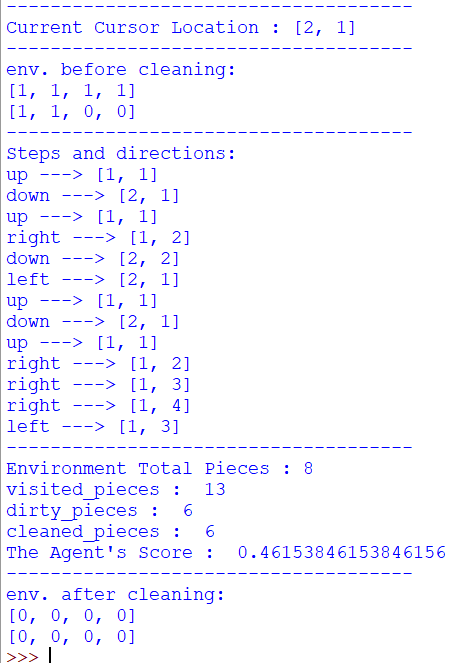 -------------------------------------
Current Cursor Location : [2, 1]
-------------------------------------
env. before cleaning:
[1, 1, 1, 1]
[1, 1, 0, 0]
-------------------------------------
Steps and directions:
up ---> [1, 1]
down ---> [2, 1]
up ---> [1, 1]
right ---> [1, 2]
down ---> [2, 2]
left ---> [2, 1]
up ---> [1, 1]
down ---> [2, 1]
up ---> [1, 1]
right ---> [1, 2]
right ---> [1, 3]
right ---> [1, 4]
left ---> [1, 3]
-------------------------------------
Environment Total Pieces : 8
visited_pieces :  13
dirty_pieces :  6
cleaned_pieces :  6
The Agent's Score :  0.46153846153846156
-------------------------------------
env. after cleaning:
[0, 0, 0, 0]
[0, 0, 0, 0]
>>>